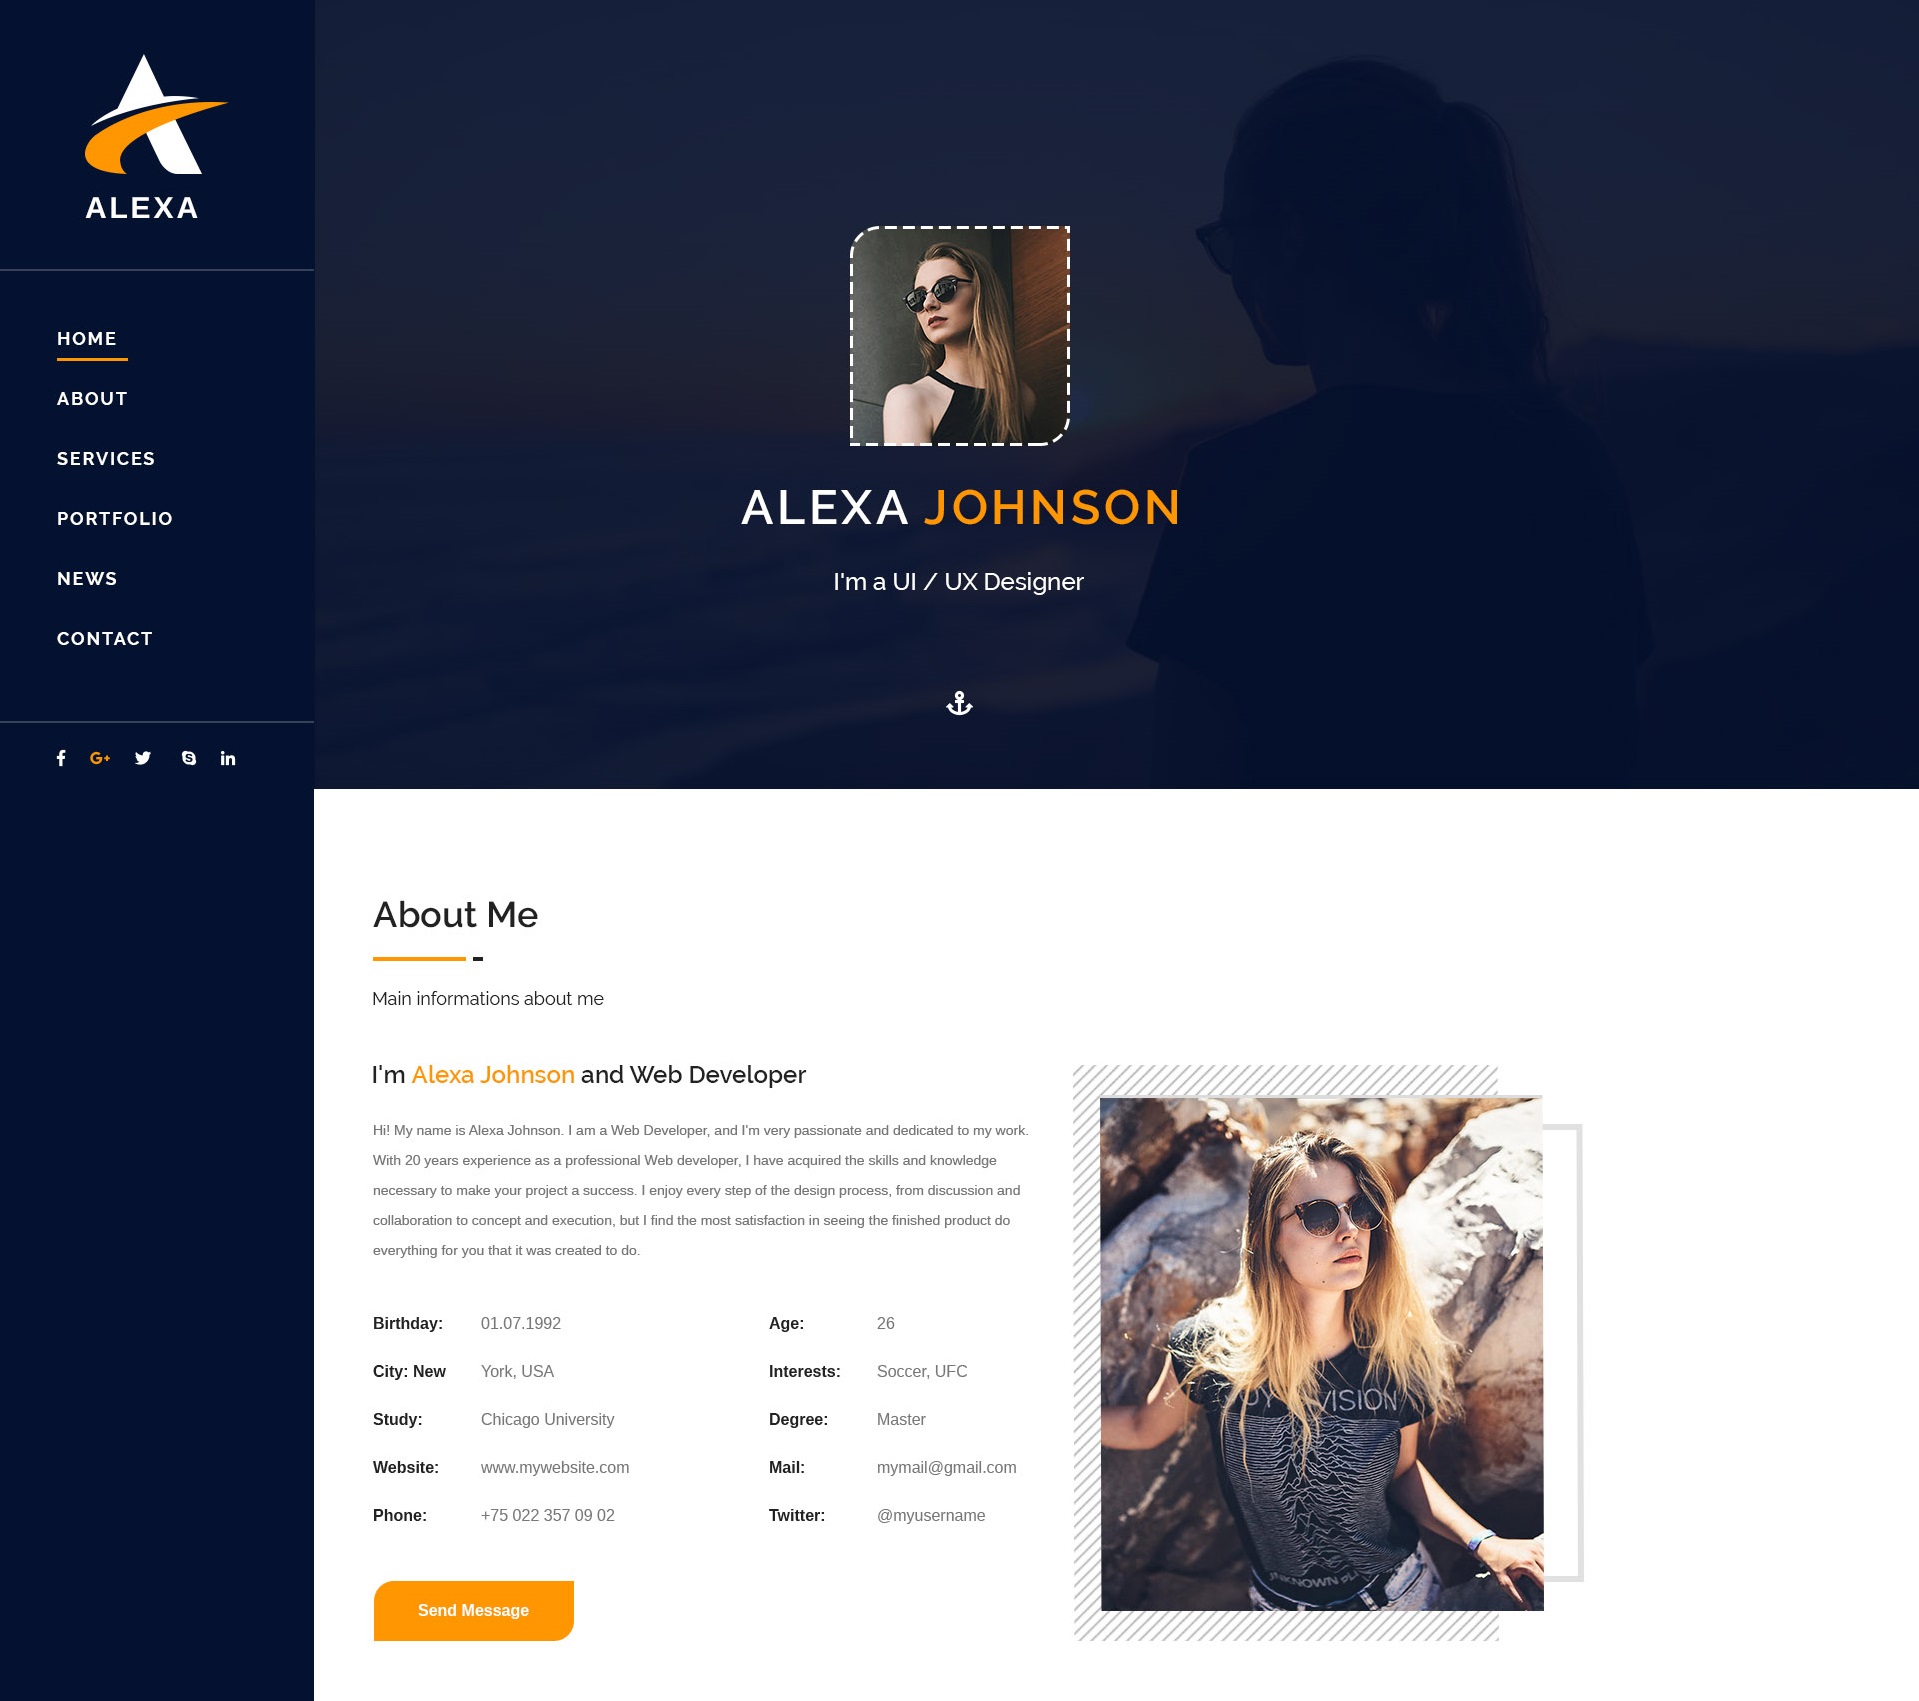 ALEXA
HOME
ABOUT
SERVICES
PORTFOLIO
NEWS
CONTACT
ALEXA JOHNSON
I'm a UI / UX Designer
About Me
Main informations about me
I'm Alexa Johnson and Web Developer
Hi! My name is Alexa Johnson. I am a Web Developer, and I'm very passionate and dedicated to my work.
With 20 years experience as a professional Web developer, I have acquired the skills and knowledge
necessary to make your project a success. I enjoy every step of the design process, from discussion and
collaboration to concept and execution, but I find the most satisfaction in seeing the finished product do
everything for you that it was created to do.
Birthday: 01.07.1992
Age: 26
City: New York, USA
Interests: Soccer, UFC
Study: Chicago University
Degree: Master
Website: www.mywebsite.com
Mail: mymail@gmail.com
Phone: +75 022 357 09 02
Twitter: @myusername
Send Message